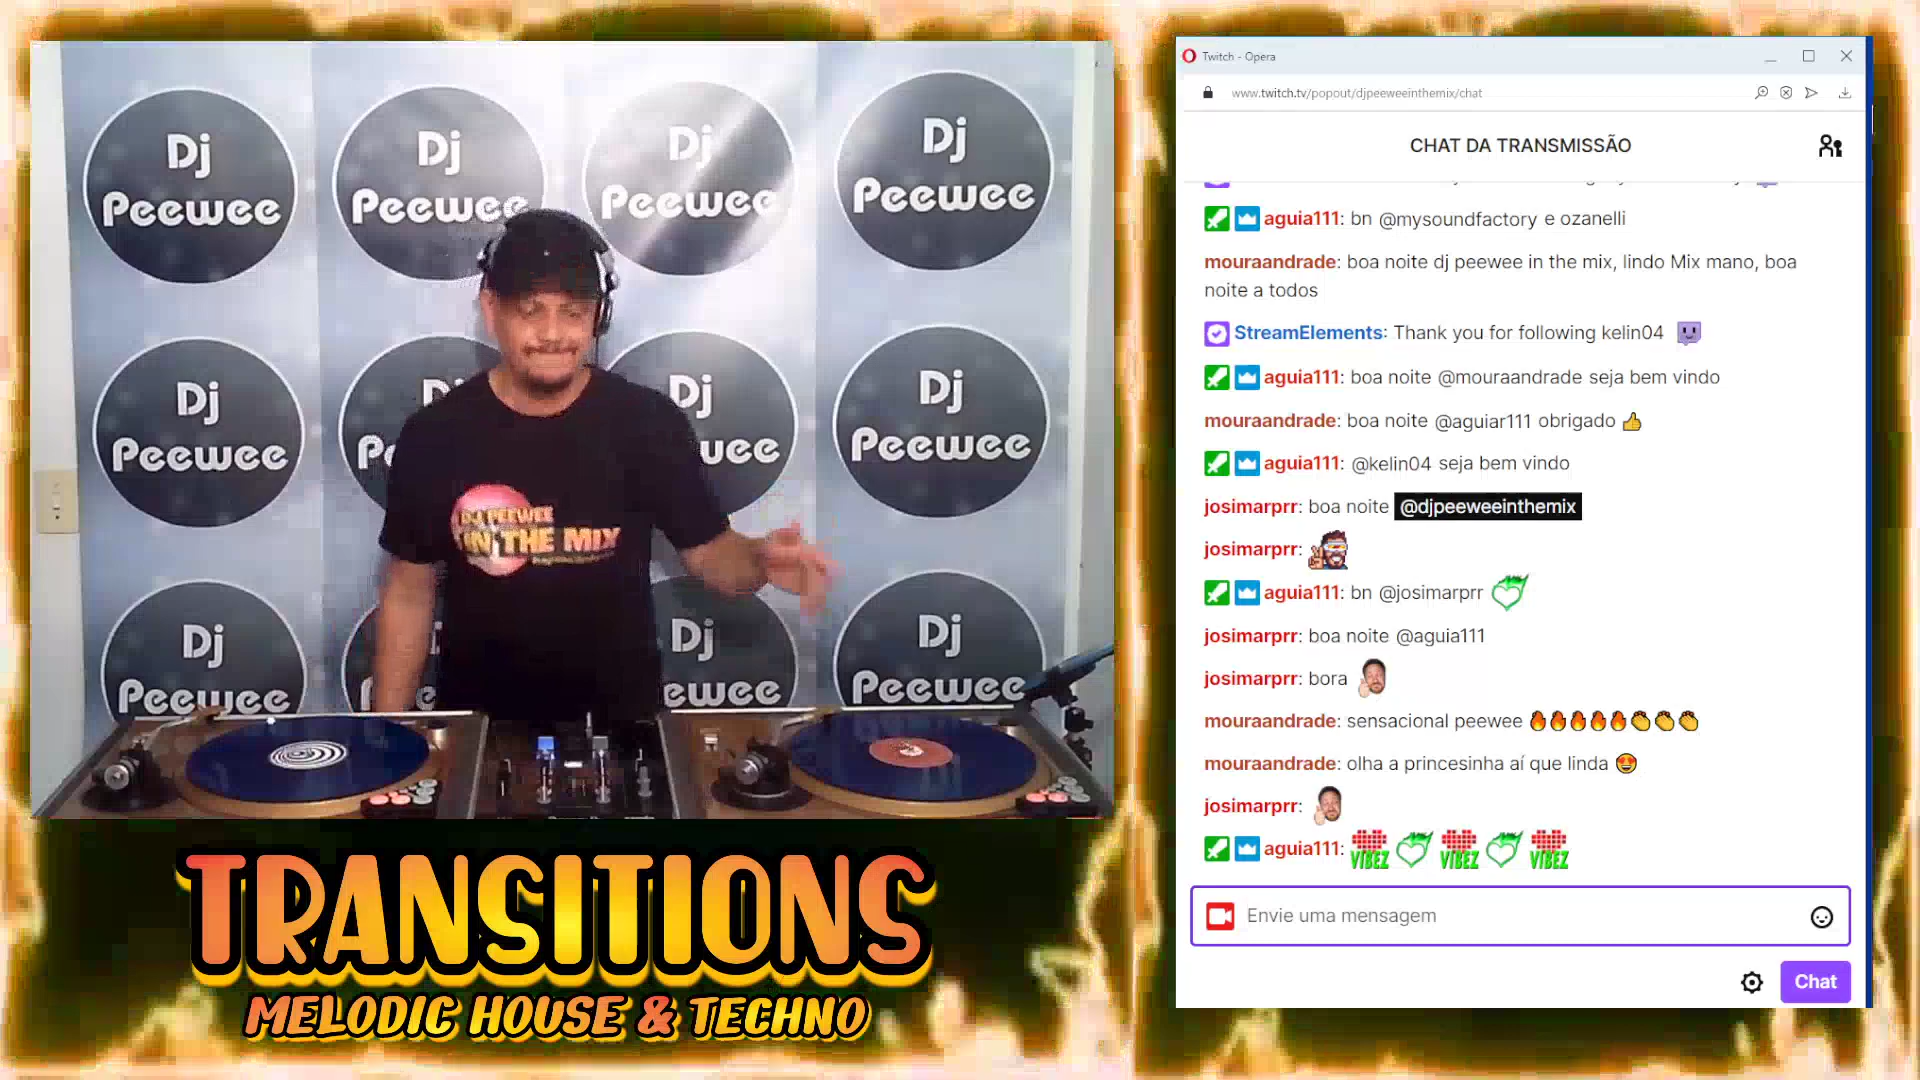 Dj
Peewee
Dj
Peewee
Dj
Peewee
Dj
Peewee
Dj
Peewee
Dj
Dj
Dj
Peewee
Dj
Peewee
Dj
Dj
Peewee
DJ PEEWEE
IN THE MIX
TRANSITIONS
MELODIC HOUSE & TECHNO
Twitch - Opera
www.twitch.tv/popout/djpeeweeinthemix/chat
CHAT DA TRANSMISSÃO
aguia111: bn @mysoundfactory e ozanelli
mouraandrade: boa noite dj peewee in the mix, lindo Mix mano, boa
noite a todos
StreamElements: Thank you for following kelin04
aguia111: boa noite @mouraandrade seja bem vindo
mouraandrade: boa noite @aguiar111 obrigado 👍
aguia111: @kelin04 seja bem vindo
josimarprr: boa noite @djpeeweeinthemix
josimarprr:
aguia111: bn @josimarprr
josimarprr: boa noite @aguia111
josimarprr: bora
mouraandrade: sensacional peewee 🔥🔥🔥🔥🔥👏👏👏
mouraandrade: olha a princesinha aí que linda 😍
josimarprr:
aguia111: VIBEZ VIBEZ VIBEZ
Envie uma mensagem
Chat